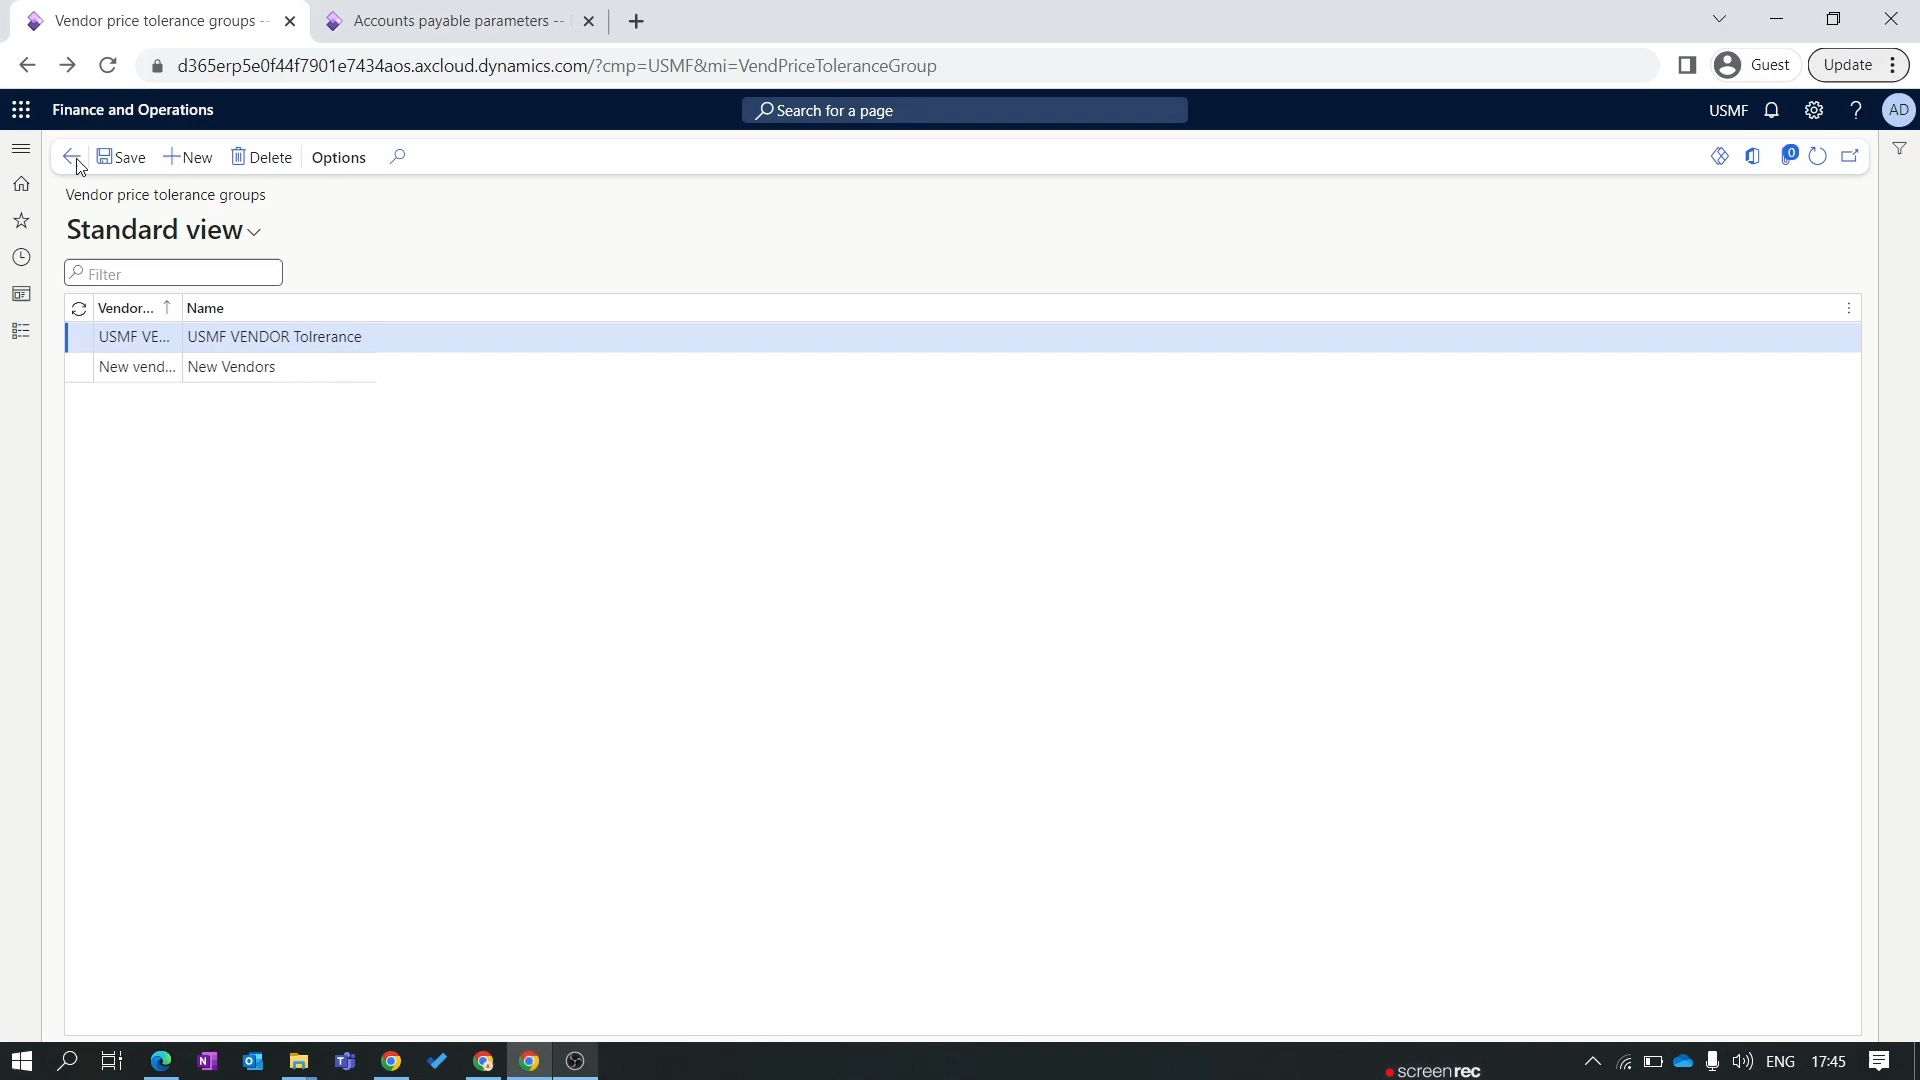 Vendor price tolerance groups --
Accounts payable parameters --
d365erp5e0f44f7901e7434aos.axcloud.dynamics.com/?cmp=USMF&mi=VendPriceToleranceGroup
Guest
Update
Finance and Operations
Search for a page
USMF
?
AD
Save
New
Delete
Options
0
Vendor price tolerance groups
Standard view
Filter
Vendor...
Name
USMF VE...
USMF VENDOR Tolrerance
New vend...
New Vendors
ENG
17:45
screenrec